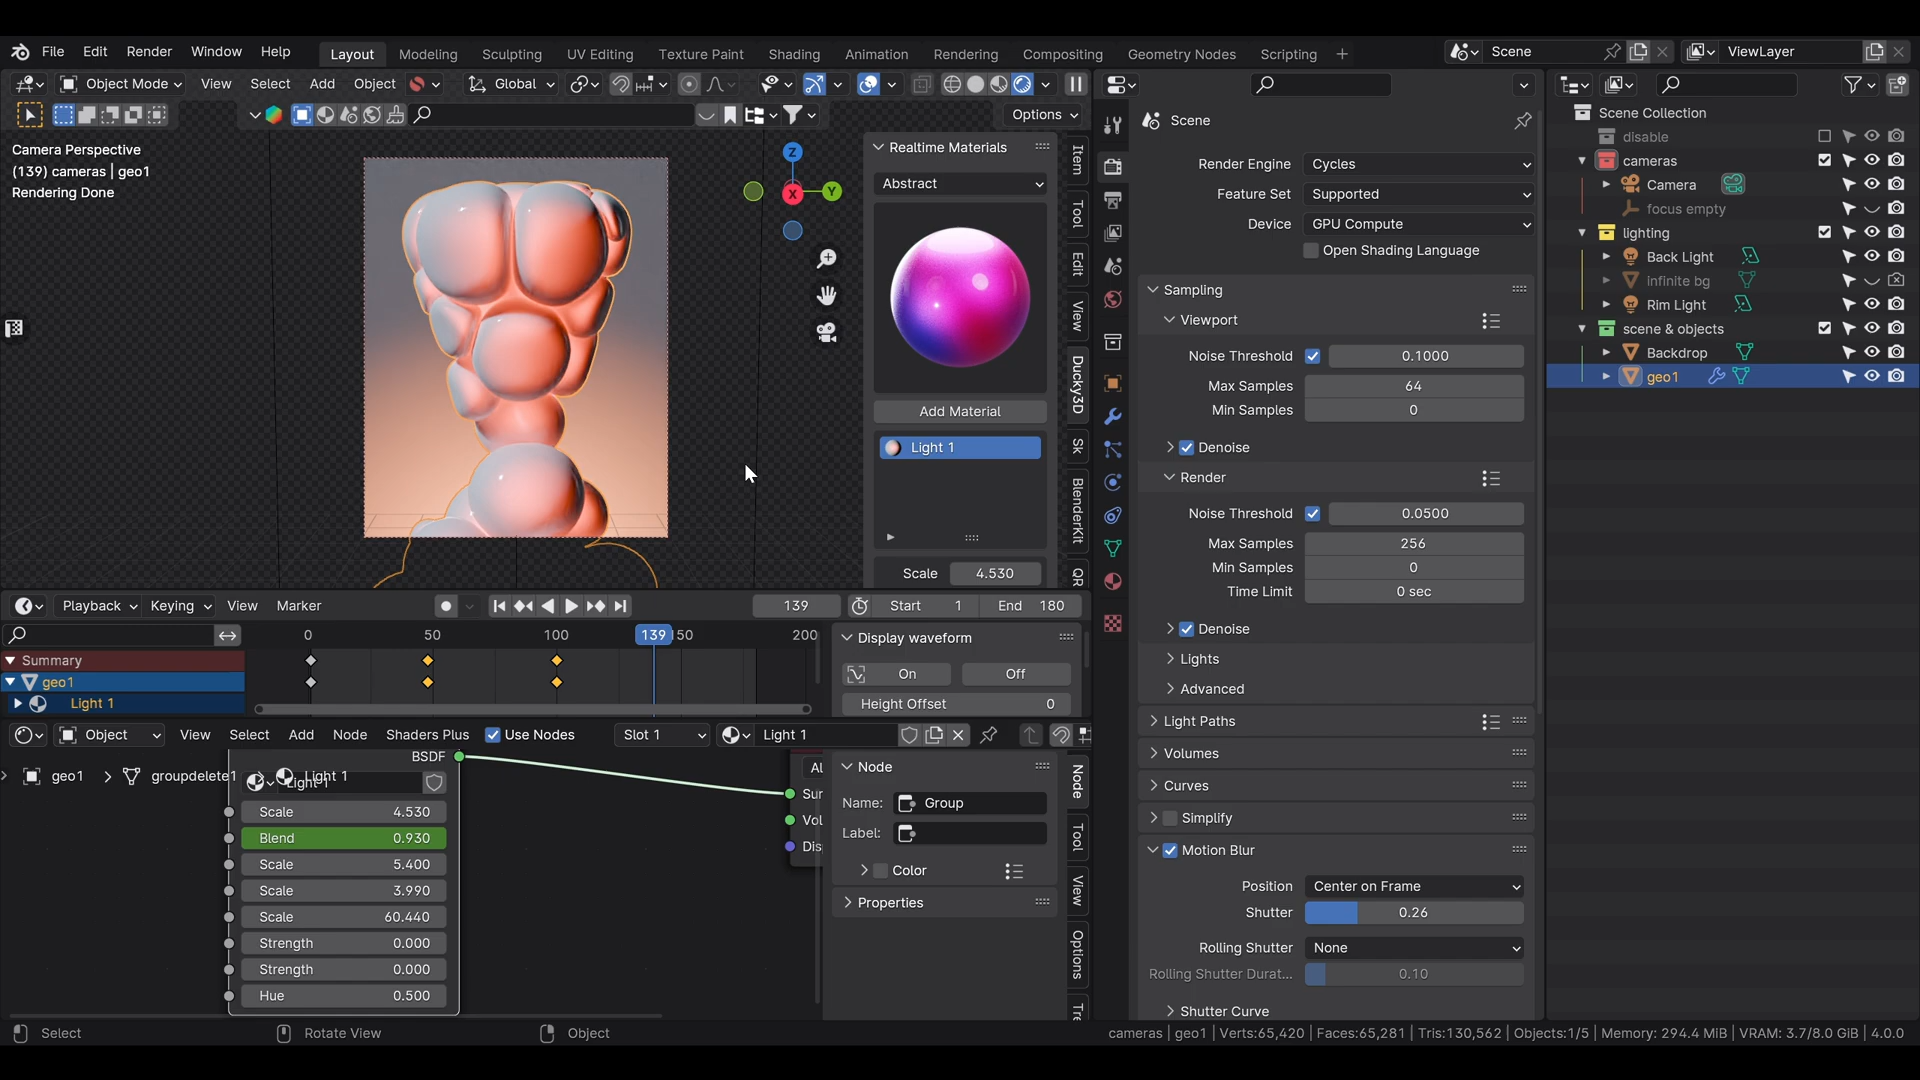 File Edit Render Window Help Layout Modeling Sculpting UV Editing Texture Paint Shading Animation Rendering Compositing Geometry Nodes Scripting + Scene ViewLayer
Object Mode View Select Add Object Global
Options
Camera Perspective
(139) cameras | geo1
Rendering Done
Z
Y
X
Realtime Materials
Abstract
Add Material
Light 1
Scale 4.530
Item
Tool
Edit
View
Ducky3D
Sk
BlenderKit
QR
Scene
Render Engine Cycles
Feature Set Supported
Device GPU Compute
Open Shading Language
Sampling
Viewport
Noise Threshold 0.1000
Max Samples 64
Min Samples 0
Denoise
Render
Noise Threshold 0.0500
Max Samples 256
Min Samples 0
Time Limit 0 sec
Denoise
Lights
Advanced
Light Paths
Volumes
Curves
Simplify
Motion Blur
Position Center on Frame
Shutter 0.26
Rolling Shutter None
Rolling Shutter Durat... 0.10
Shutter Curve
Scene Collection
disable
cameras
Camera
focus empty
lighting
Back Light
infinite bg
Rim Light
scene & objects
Backdrop
geo1
Playback Keying View Marker 139 Start 1 End 180
0 50 100 139 50 200
Summary
geo1
Light 1
Display waveform
On Off
Height Offset 0
Object View Select Add Node Shaders Plus Use Nodes Slot 1 Light 1
geo1 groupdelete1 Light 1
BSDF
Light 1
Scale 4.530
Blend 0.930
Scale 5.400
Scale 3.990
Scale 60.440
Strength 0.000
Strength 0.000
Hue 0.500
Al
Sur
Vol
Dis
Node
Name: Group
Label:
Color
Properties
Node
Tool
View
Options
Tre
Select Rotate View Object cameras | geo1 | Verts:65,420 | Faces:65,281 | Tris:130,562 | Objects:1/5 | Memory: 294.4 MiB | VRAM: 3.7/8.0 GiB | 4.0.0